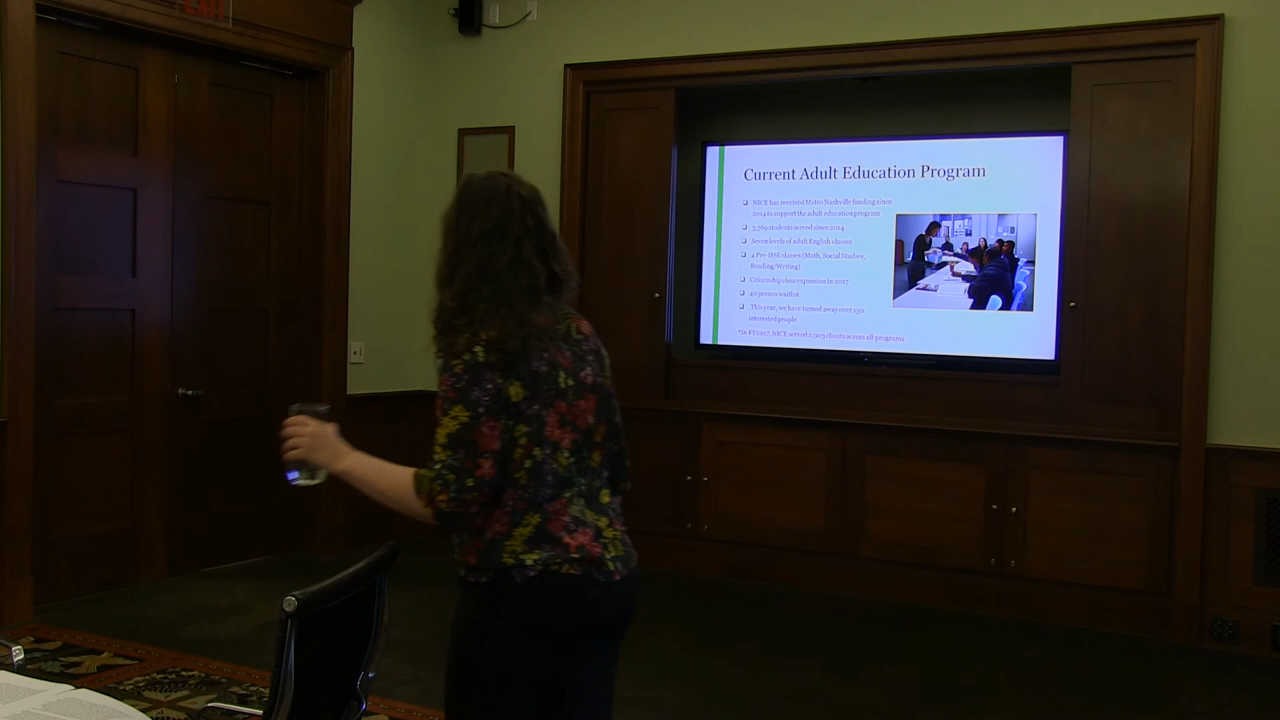 EXIT
Current Adult Education Program
NICE has received Metro Nashville funding since
2014 to support the adult education program
3,769 students served since 2014
Seven levels of adult English classes
4 Pre-HSE classes (Math, Social Studies,
Reading/Writing)
Citizenship class expansion in 2017
40 person waitlist
This year, we have turned away over 150
interested people
*In FY2017, NICE served 2,903 clients across all programs